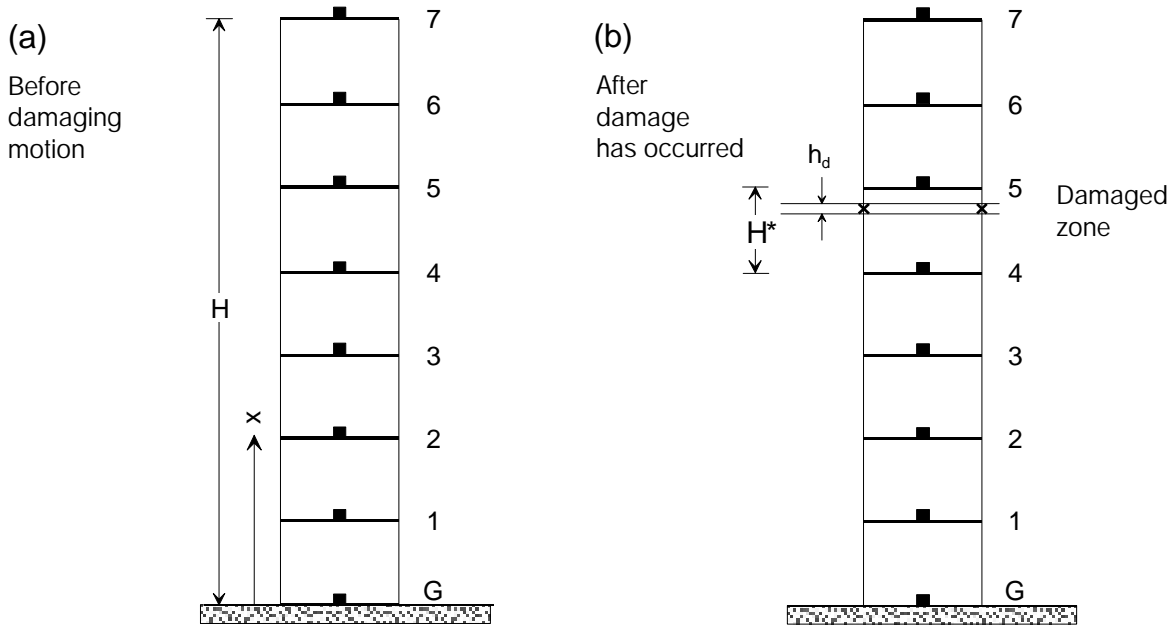 (a)
Before
damaging
motion
H
x
7
6
5
4
3
2
1
G
(b)
After
damage
has occurred
h_d
H*
Damaged
zone
7
6
5
4
3
2
1
G